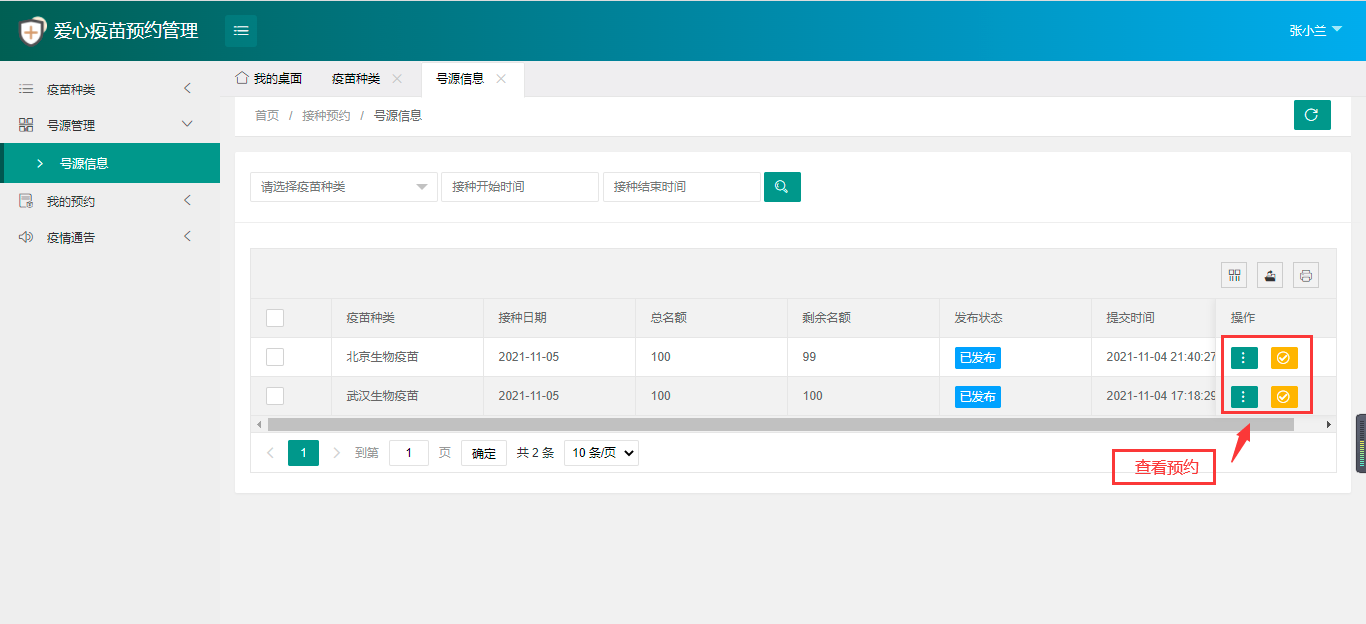 爱心疫苗预约管理
张小兰
疫苗种类
号源管理
号源信息
我的预约
疫情通告
我的桌面 疫苗种类 号源信息
首页 / 接种预约 / 号源信息
请选择疫苗种类 接种开始时间 接种结束时间
疫苗种类 接种日期 总名额 剩余名额 发布状态 提交时间 操作
北京生物疫苗 2021-11-05 100 99 已发布 2021-11-04 21:40:27
武汉生物疫苗 2021-11-05 100 100 已发布 2021-11-04 17:18:29
1 到第 1 页 确定 共 2 条 10 条/页
查看预约